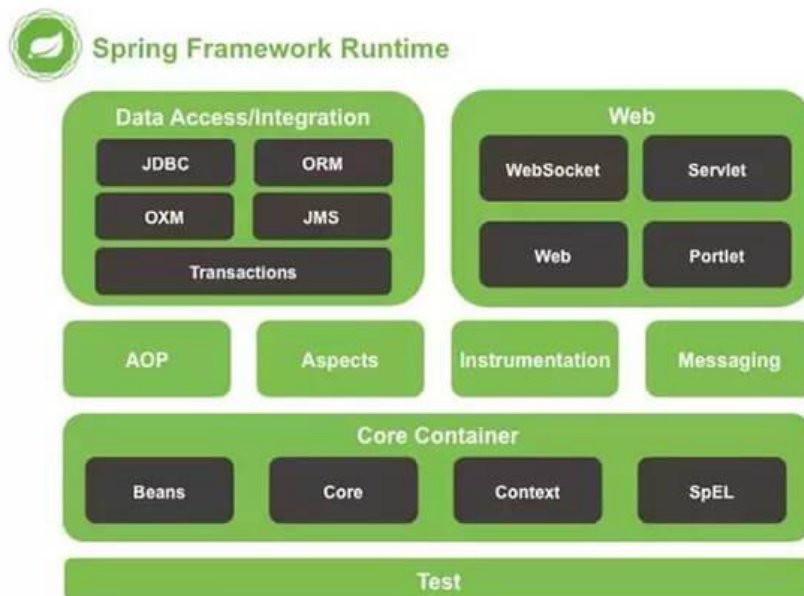 Spring Framework Runtime
Data Access/Integration
JDBC ORM
OXM JMS
Transactions
Web
WebSocket Servlet
Web Portlet
AOP Aspects Instrumentation Messaging
Core Container
Beans Core Context SpEL
Test